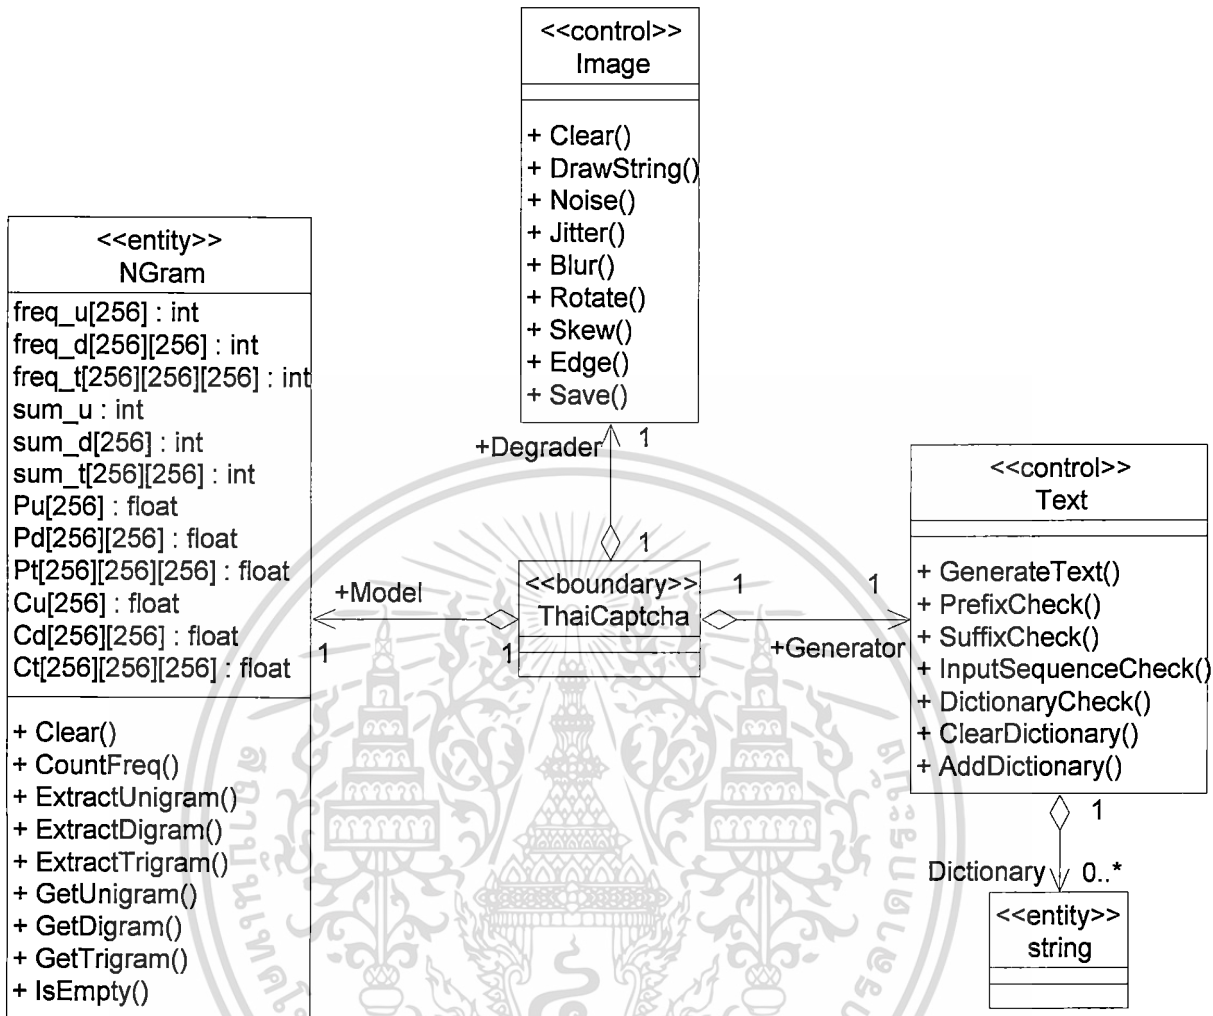 <<control>>
Image
+ Clear()
+ DrawString()
+ Noise()
+ Jitter()
+ Blur()
+ Rotate()
+ Skew()
+ Edge()
+ Save()
<<entity>>
NGram
freq_u[256] : int
freq_d[256][256] : int
freq_t[256][256][256] : int
sum_u : int
sum_d[256] : int
sum_t[256][256] : int
Pu[256] : float
Pd[256][256] : float
Pt[256][256][256] : float
Cu[256] : float
Cd[256][256] : float
Ct[256][256][256] : float
+ Clear()
+ CountFreq()
+ ExtractUnigram()
+ ExtractDigram()
+ ExtractTrigram()
+ GetUnigram()
+ GetDigram()
+ GetTrigram()
+ IsEmpty()
+Degrader 1
1
+Model
1 1
<<boundary>>
ThaiCaptcha
1 1
+Generator
<<control>>
Text
+ GenerateText()
+ PrefixCheck()
+ SuffixCheck()
+ InputSequenceCheck()
+ DictionaryCheck()
+ ClearDictionary()
+ AddDictionary()
1
Dictionary 0..*
<<entity>>
string